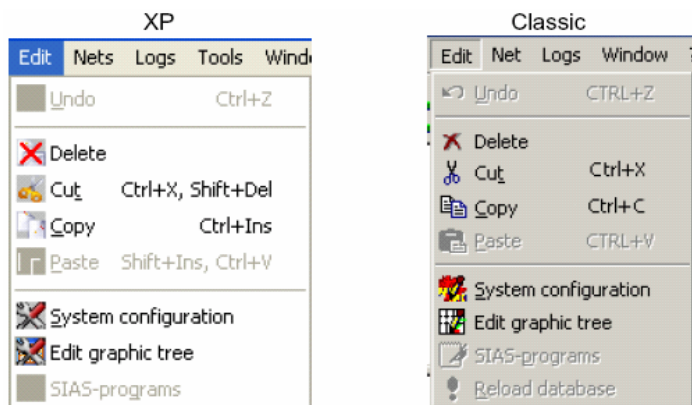 XP
Edit Nets Logs Tools Wind
Undo Ctrl+Z
Delete
Cut Ctrl+X, Shift+Del
Copy Ctrl+Ins
Paste Shift+Ins, Ctrl+V
System configuration
Edit graphic tree
SIAS-programs
Classic
Edit Net Logs Window
Undo CTRL+Z
Delete
Cut Ctrl+X
Copy Ctrl+C
Paste CTRL+V
System configuration
Edit graphic tree
SIAS-programs
Reload database